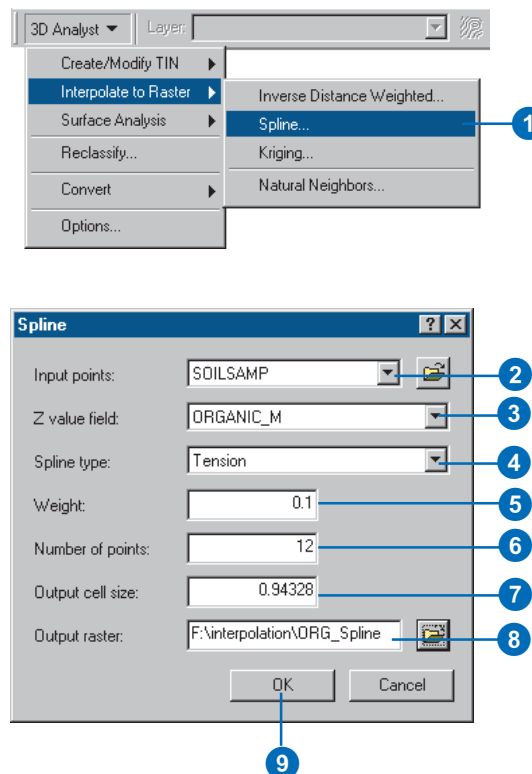 3D Analyst Layer:
Create/Modify TIN
Interpolate to Raster
Surface Analysis
Reclassify...
Convert
Options...
Inverse Distance Weighted...
Spline... 1
Kriging...
Natural Neighbors...
Spline ? ×
Input points: SOILSAMP 2
Z value field: ORGANIC_M 3
Spline type: Tension 4
Weight: 0.1 5
Number of points: 12 6
Output cell size: 0.94328 7
Output raster: F:\interpolation\ORG_Spline 8
OK Cancel
9